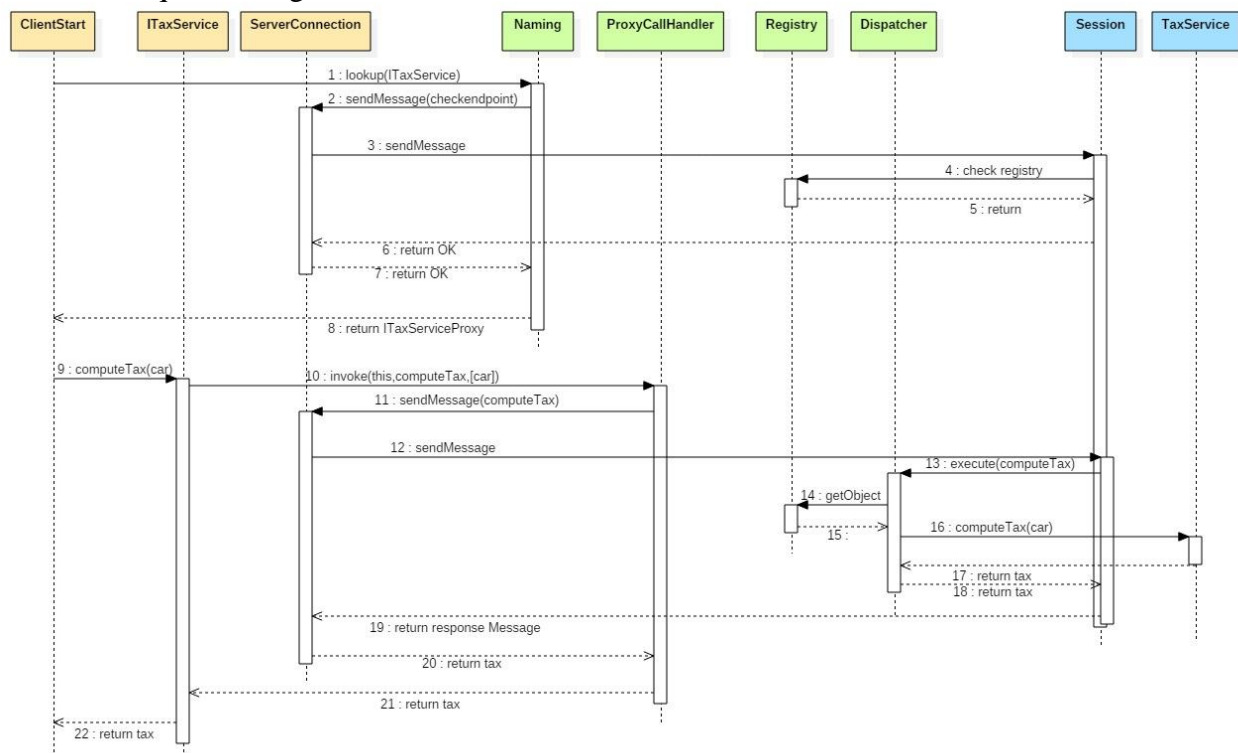 ClientStart ITaxService ServerConnection Naming ProxyCallHandler Registry Dispatcher Session TaxService
1 : lookup(ITaxService)
2 : sendMessage(checkendpoint)
3 : sendMessage
4 : check registry
5 : return
6 : return OK
7 : return OK
8 : return ITaxServiceProxy
9 : computeTax(car)
10 : invoke(this,computeTax,[car])
11 : sendMessage(computeTax)
12 : sendMessage
13 : execute(computeTax)
14 : getObject
15 :
16 : computeTax(car)
17 : return tax
18 : return tax
19 : return response Message
20 : return tax
21 : return tax
22 : return tax